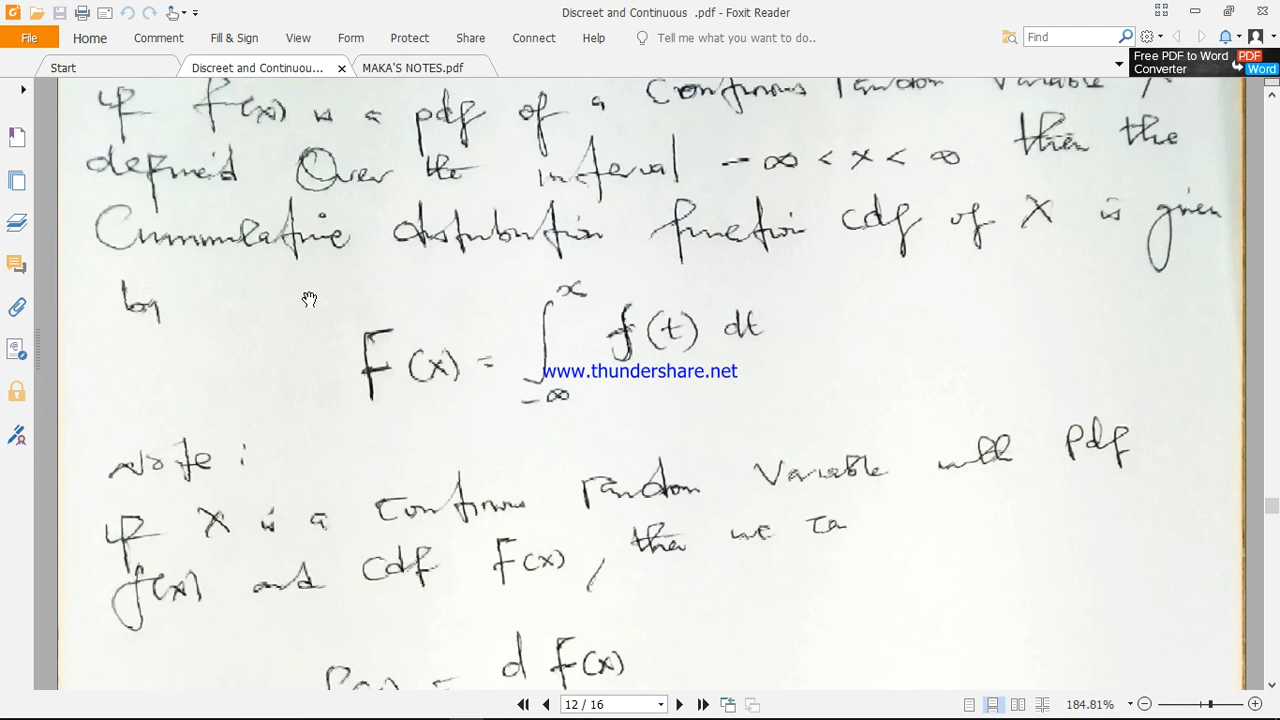 Discreet and Continuous .pdf - Foxit Reader
File Home Comment Fill & Sign View Form Protect Share Connect Help Tell me what you want to do.. Find
Start Discreet and Continuou... MAKA'S NOTES.pdf Free PDF to Word Converter PDF Word
if f(x) is a pdf of a Continuous random variable
defined Over the interval -∞ < x < ∞ then the
Cummulative distribution function cdf of X is given
by
F(x) = ∫_{-∞}^{x} f(t) dt
www.thundershare.net
Note :
if X is a continuous random variable with pdf
f(x) and cdf F(x), then we
d F(x)
12 / 16 184.81%